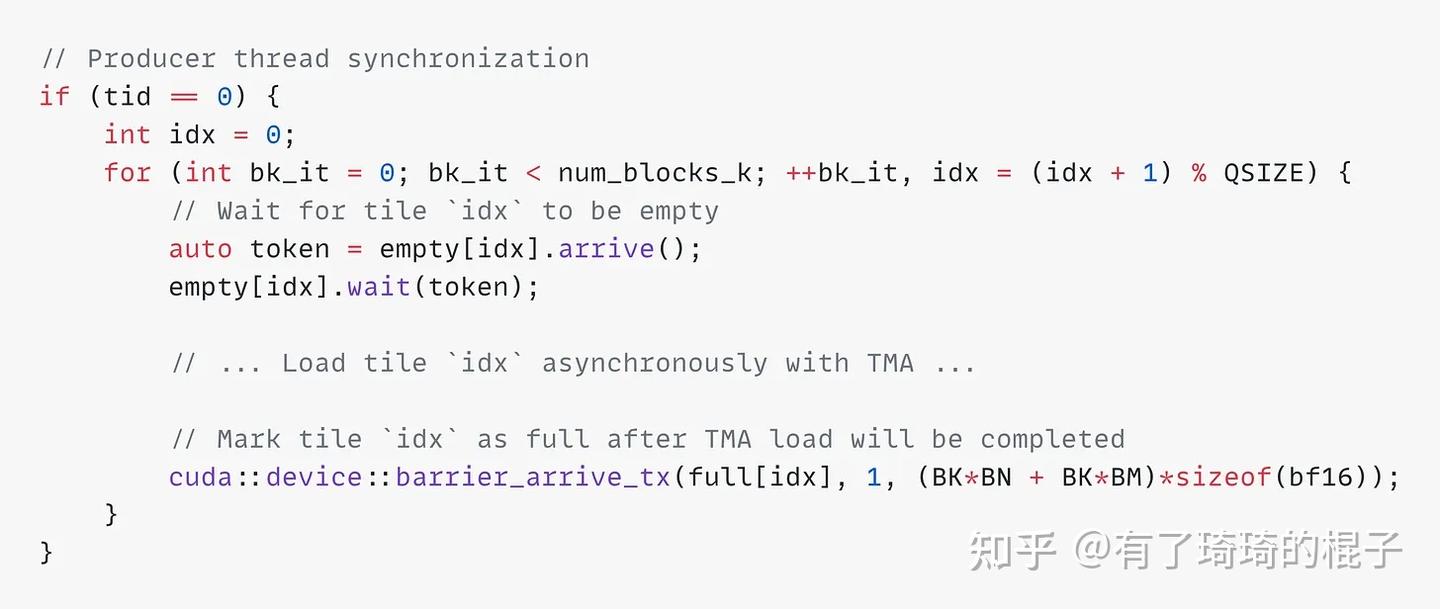 // Producer thread synchronization
if (tid == 0) {
    int idx = 0;
    for (int bk_it = 0; bk_it < num_blocks_k; ++bk_it, idx = (idx + 1) % QSIZE) {
        // Wait for tile `idx` to be empty
        auto token = empty[idx].arrive();
        empty[idx].wait(token);
        // ... Load tile `idx` asynchronously with TMA ...
        // Mark tile `idx` as full after TMA load will be completed
        cuda::device::barrier_arrive_tx(full[idx], 1, (BK*BN + BK*BM)*sizeof(bf16));
    }
}
知乎 @有了琦琦的棍子